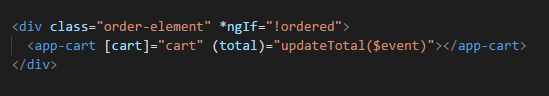 <div class="order-element" *ngIf="!ordered">
<app-cart [cart]="cart" (total)="updateTotal($event)"></app-cart>
</div>